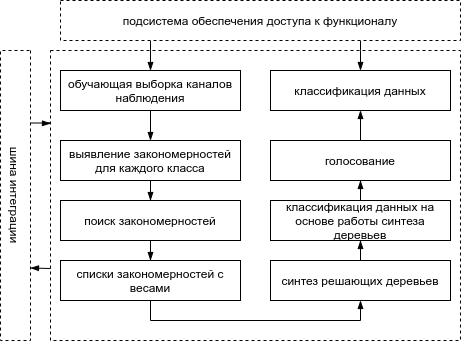 подсистема обеспечения доступа к функционалу
шина интеграции
обучающая выборка каналов
наблюдения
выявление закономерностей
для каждого класса
поиск закономерностей
списки закономерностей с
весами
классификация данных
голосование
классификация данных на
основе работы синтеза
деревьев
синтез решающих деревьев